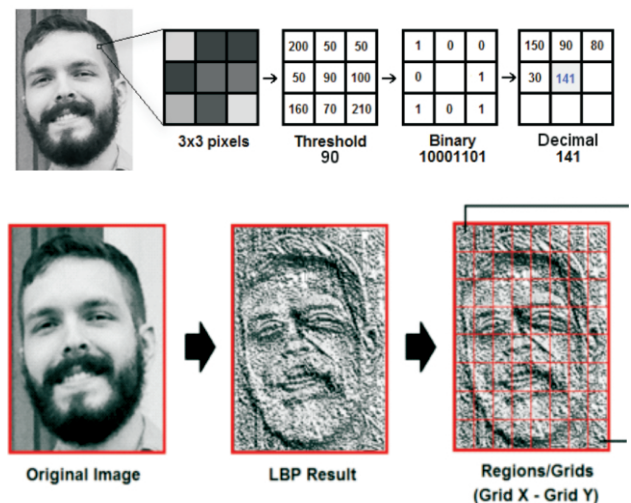 200 50 50 1 0 0 150 90 80
50 90 100 0 1 30 141
160 70 210 1 0 1
3x3 pixels Threshold Binary Decimal
90 10001101 141
Original Image LBP Result Regions/Grids
(Grid X - Grid Y)